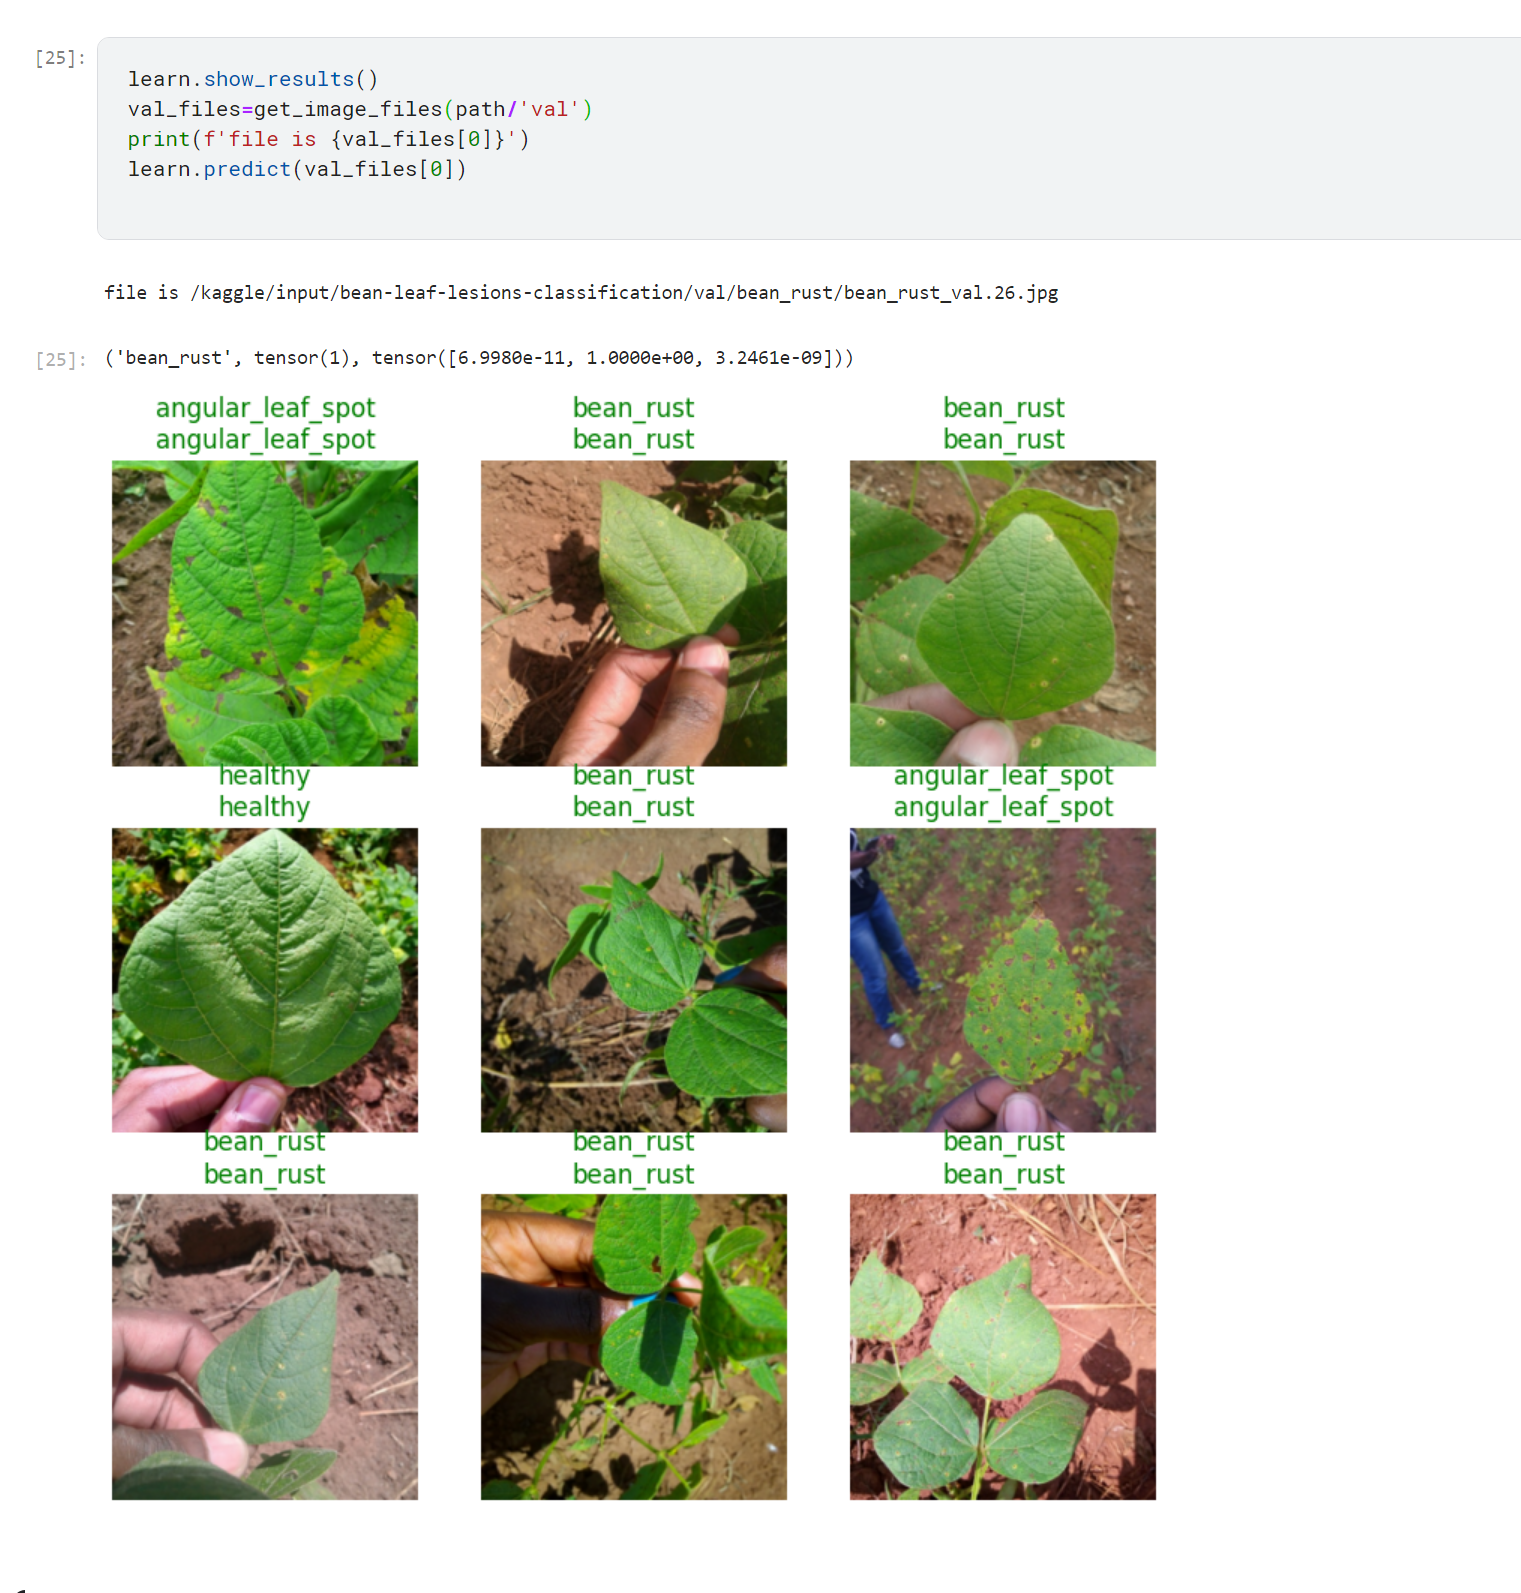 [25]:
learn.show_results()
val_files=get_image_files(path/'val')
print(f'file is {val_files[0]}')
learn.predict(val_files[0])
file is /kaggle/input/bean-leaf-lesions-classification/val/bean_rust/bean_rust_val.26.jpg
[25]: ('bean_rust', tensor(1), tensor([6.9980e-11, 1.0000e+00, 3.2461e-09]))
angular_leaf_spot bean_rust bean_rust
angular_leaf_spot bean_rust bean_rust
healthy bean_rust angular_leaf_spot
healthy bean_rust angular_leaf_spot
bean_rust bean_rust bean_rust
bean_rust bean_rust bean_rust